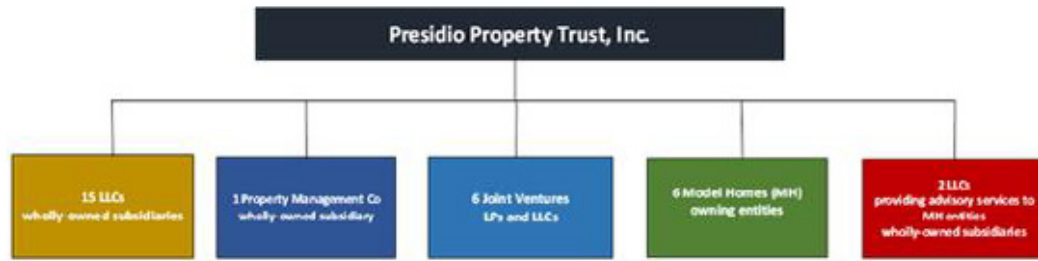 Presidio Property Trust, Inc.
15 LLCs
wholly-owned subsidiaries
1 Property Management Co
wholly-owned subsidiary
6 Joint Ventures
LPs and LLCs
6 Model Homes (MH)
owning entities
2 LLCs
providing advisory services to
MH entities
wholly-owned subsidiaries